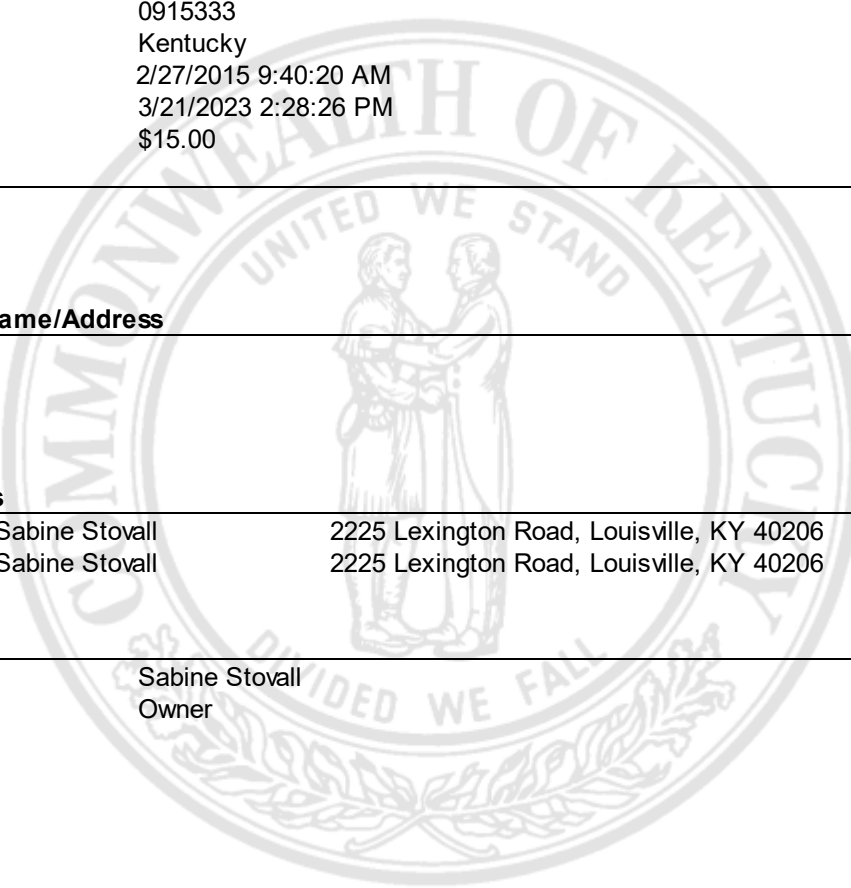 0915333
Kentucky
2/27/2015 9:40:20 AM
3/21/2023 2:28:26 PM
$15.00
COMMONWEALTH OF KENTUCKY
UNITED WE STAND
ame/Address
s
Sabine Stovall 2225 Lexington Road, Louisville, KY 40206
Sabine Stovall 2225 Lexington Road, Louisville, KY 40206
DIVIDED WE FALL
Sabine Stovall
Owner